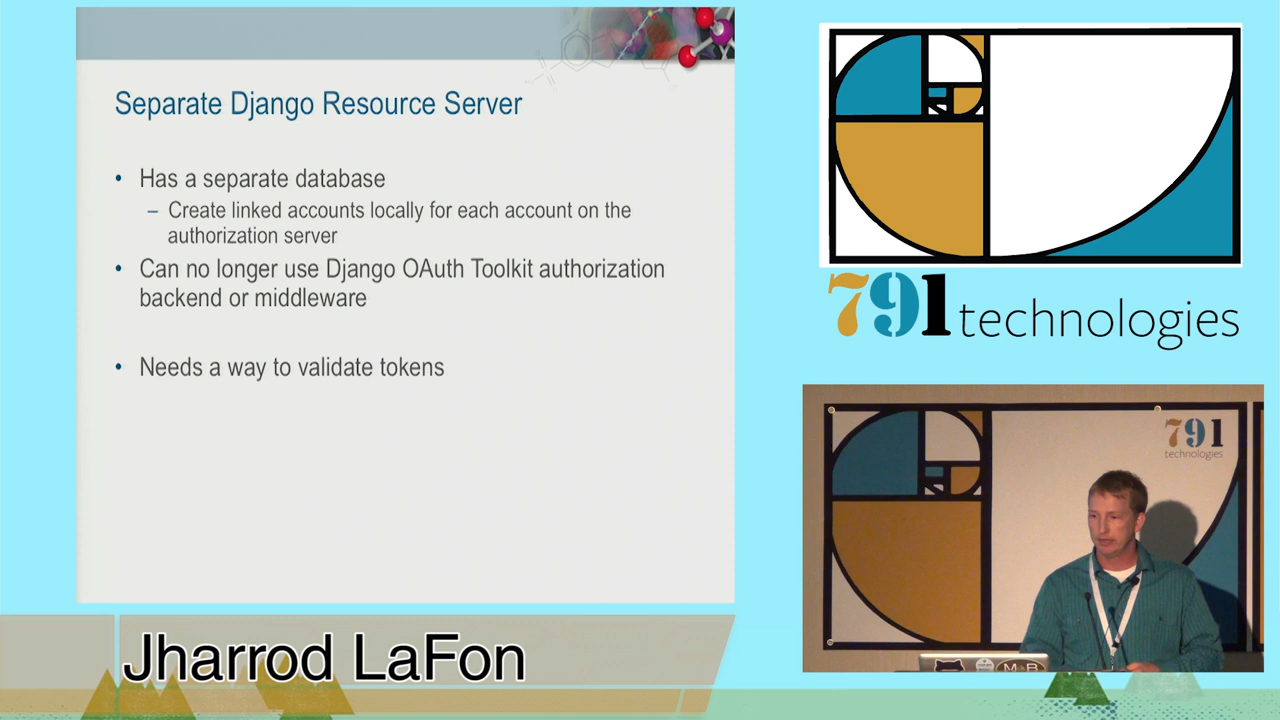 Separate Django Resource Server
• Has a separate database
– Create linked accounts locally for each account on the
authorization server
• Can no longer use Django OAuth Toolkit authorization
backend or middleware
• Needs a way to validate tokens
791 technologies
791
technologies
M+B
Jharrod LaFon